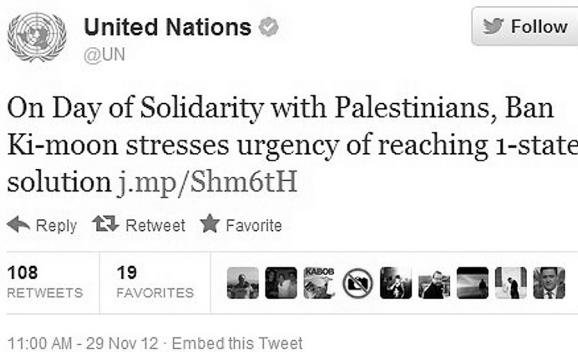 United Nations
@UN
Follow
On Day of Solidarity with Palestinians, Ban
Ki-moon stresses urgency of reaching 1-state
solution j.mp/Shm6tH
Reply Retweet Favorite
108
RETWEETS
19
FAVORITES
KABOB
11:00 AM - 29 Nov 12 · Embed this Tweet